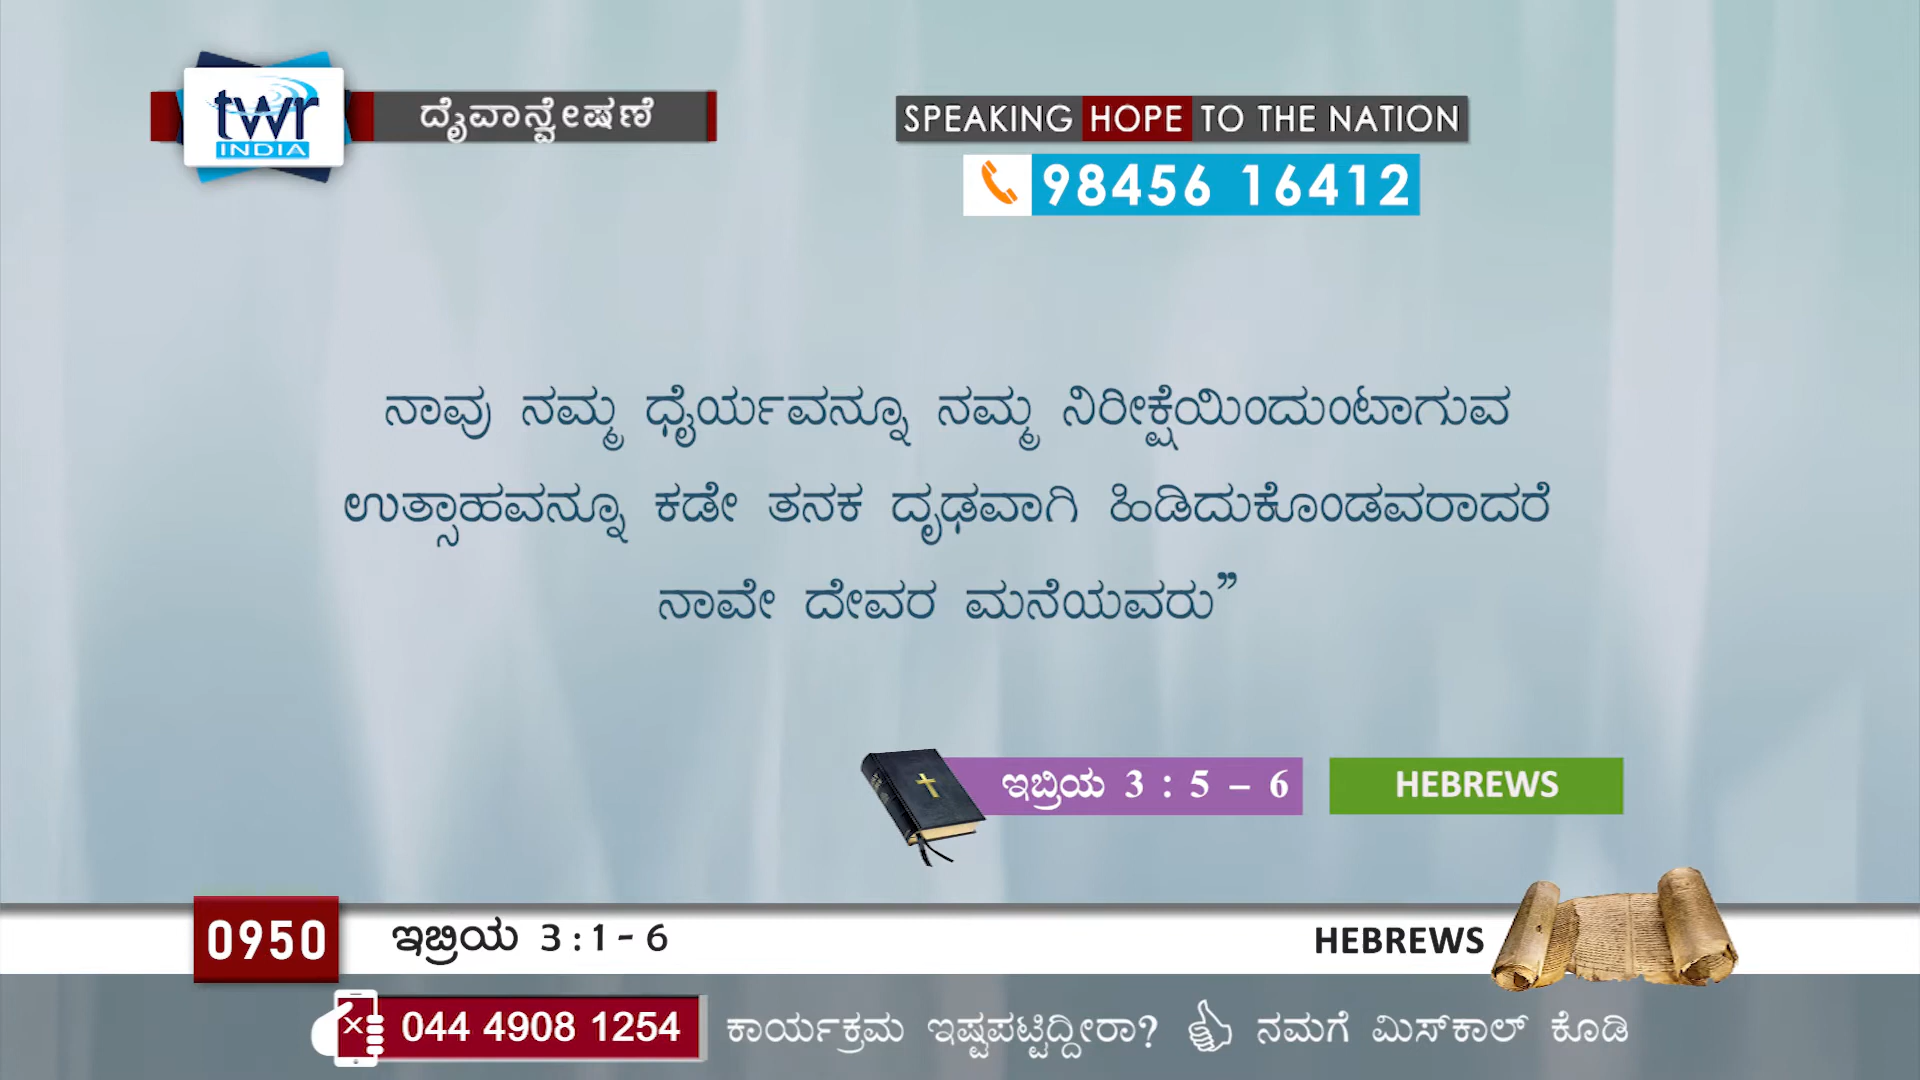 twr
INDIA
ದೈವಾನ್ವೇಷಣೆ
SPEAKING HOPE TO THE NATION
98456 16412
ನಾವು ನಮ್ಮ ಧೈರ್ಯವನ್ನೂ ನಮ್ಮ ನಿರೀಕ್ಷೆಯಿಂದುಂಟಾಗುವ
ಉತ್ಸಾಹವನ್ನೂ ಕಡೇ ತನಕ ದೃಢವಾಗಿ ಹಿಡಿದುಕೊಂಡವರಾದರೆ
ನಾವೇ ದೇವರ ಮನೆಯವರು”
ಇಬ್ರಿಯ 3 : 5 – 6
HEBREWS
0950
ಇಬ್ರಿಯ 3:1-6
HEBREWS
044 4908 1254
ಕಾರ್ಯಕ್ರಮ ಇಷ್ಟಪಟ್ಟಿದ್ದೀರಾ? ನಮಗೆ ಮಿಸ್‌ಕಾಲ್ ಕೊಡಿ